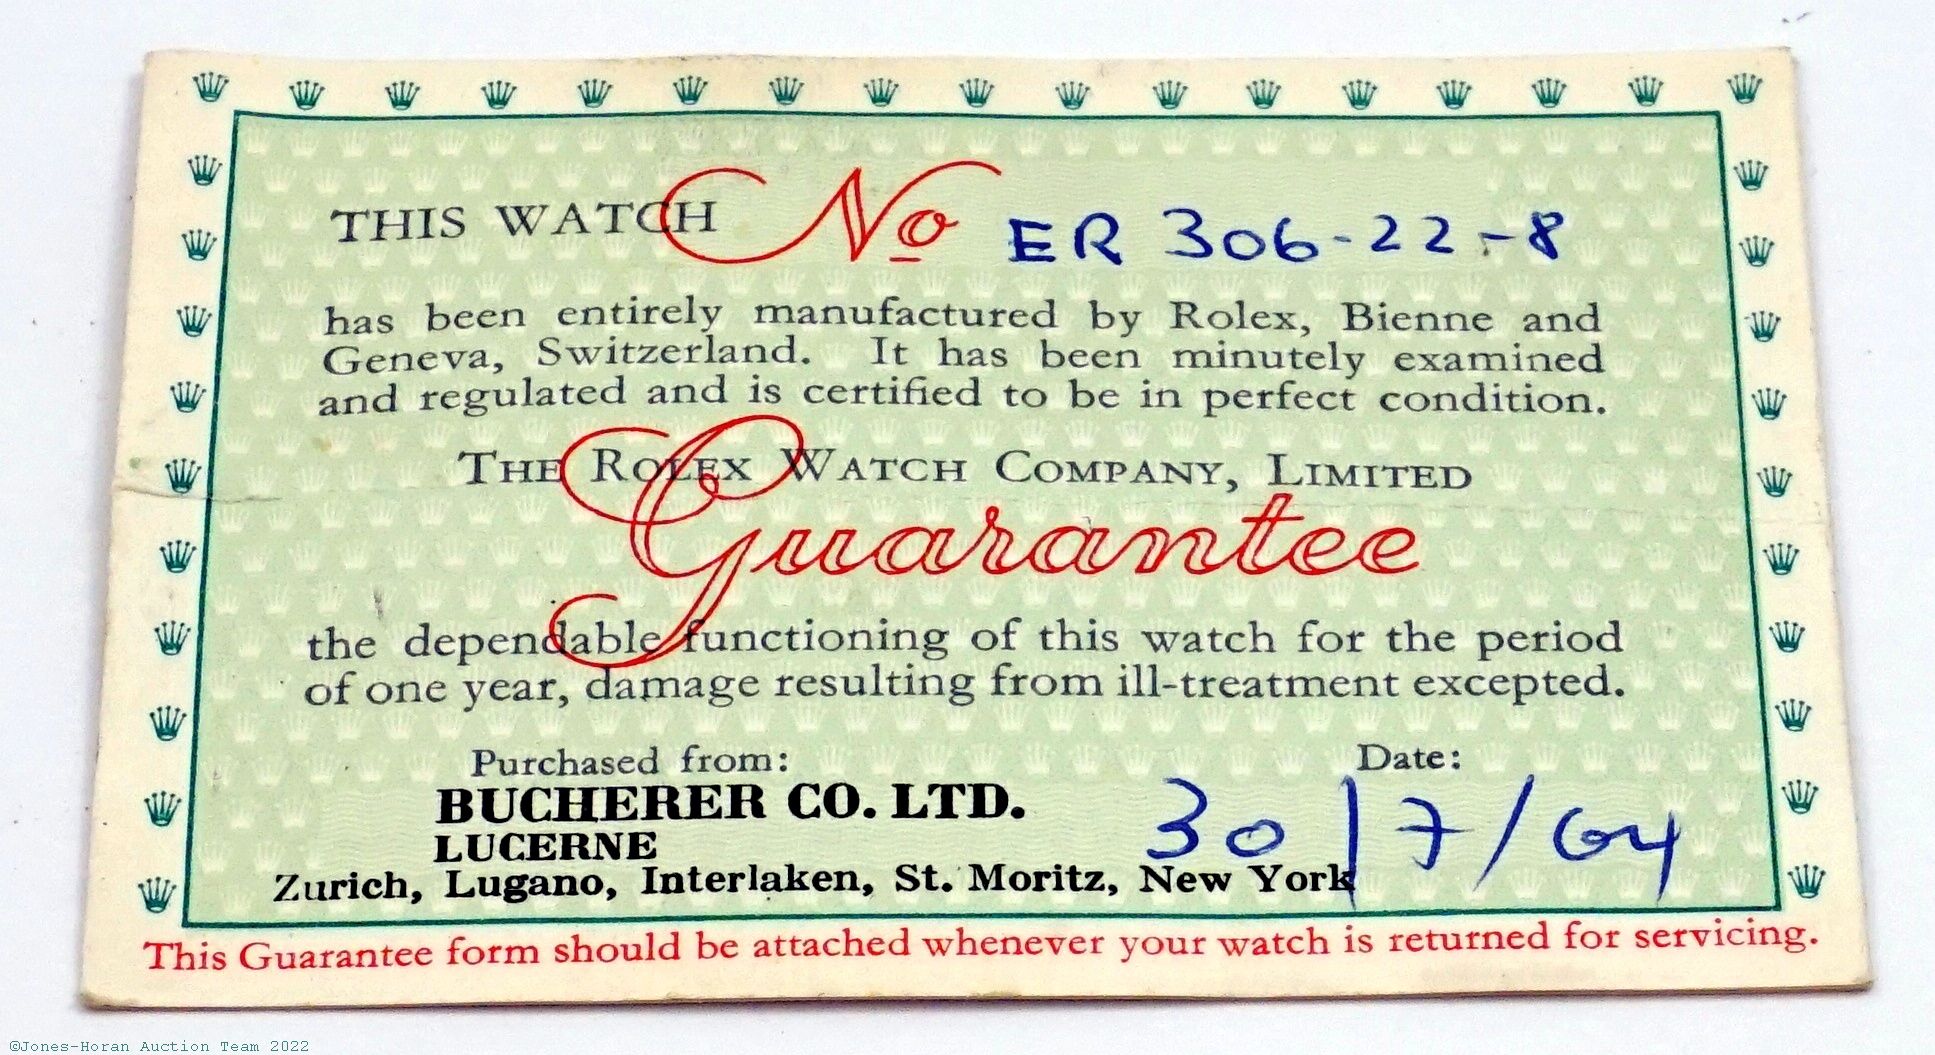 THIS WATCH No ER 306-22-8
has been entirely manufactured by Rolex, Bienne and
Geneva, Switzerland. It has been minutely examined
and regulated and is certified to be in perfect condition.
THE ROLEX WATCH COMPANY, LIMITED
Guarantee
the dependable functioning of this watch for the period
of one year, damage resulting from ill-treatment excepted.
Purchased from: Date:
BUCHERER CO. LTD. 30/7/64
LUCERNE
Zurich, Lugano, Interlaken, St. Moritz, New York
This Guarantee form should be attached whenever your watch is returned for servicing.
©Jones-Horan Auction Team 2022